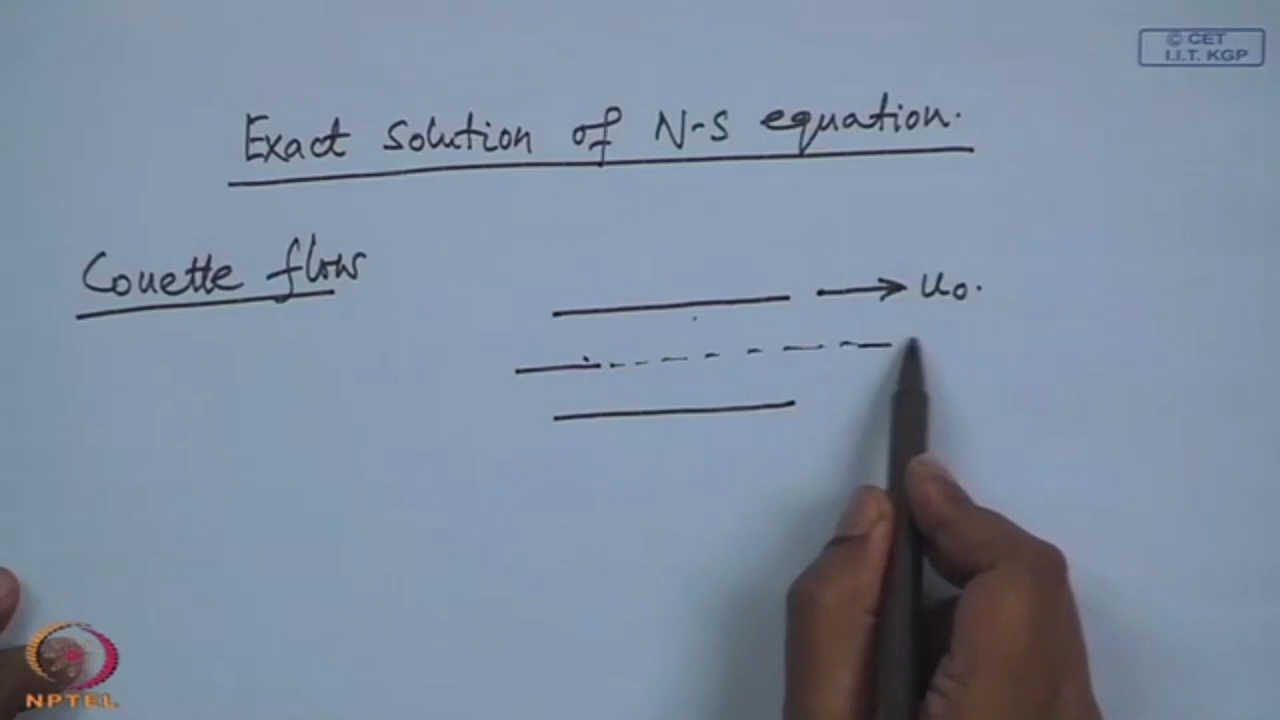 © CET
I.I.T. KGP
Exact solution of N-S equation.
Couette flow
u₀.
NPTEL